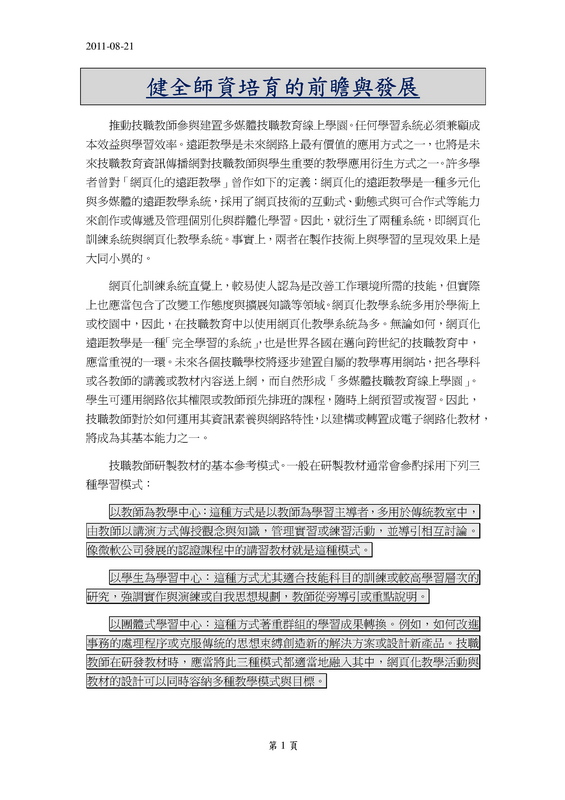 2011-08-21
健全師資培育的前瞻與發展
推動技職教師參與建置多媒體技職教育線上學園。任何學習系統必須兼顧成
本效益與學習效率。遠距教學是未來網路上最有價值的應用方式之一，也將是未
來技職教育資訊傳播網對技職教師與學生重要的教學應用衍生方式之一。許多學
者曾對「網頁化的遠距教學」曾作如下的定義：網頁化的遠距教學是一種多元化
與多媒體的遠距教學系統，採用了網頁技術的互動式、動態式與可合作式等能力
來創作或傳遞及管理個別化與群體化學習。因此，就衍生了兩種系統，即網頁化
訓練系統與網頁化教學系統。事實上，兩者在製作技術上與學習的呈現效果上是
大同小異的。
網頁化訓練系統直覺上，較易使人認為是改善工作環境所需的技能，但實際
上也應當包含了改變工作態度與擴展知識等領域。網頁化教學系統多用於學術上
或校園中，因此，在技職教育中以使用網頁化教學系統為多。無論如何，網頁化
遠距教學是一種「完全學習的系統」，也是世界各國在邁向跨世紀的技職教育中，
應當重視的一環。未來各個技職學校將逐步建置自屬的教學專用網站，把各學科
或各教師的講義或教材內容送上網，而自然形成「多媒體技職教育線上學園」。
學生可運用網路依其權限或教師預先排班的課程，隨時上網預習或複習。因此，
技職教師對於如何運用其資訊素養與網路特性，以建構或轉置成電子網路化教材，
將成為其基本能力之一。
技職教師研製教材的基本參考模式。一般在研製教材通常會參酌採用下列三
種學習模式：
以教師為教學中心：這種方式是以教師為學習主導者，多用於傳統教室中，
由教師以講演方式傳授觀念與知識，管理實習或練習活動，並導引相互討論。
像微軟公司發展的認證課程中的講習教材就是這種模式。
以學生為學習中心：這種方式尤其適合技能科目的訓練或較高學習層次的
研究，強調實作與演練或自我思想規劃，教師從旁導引或重點說明。
以團體式學習中心：這種方式著重群組的學習成果轉換。例如，如何改進
事務的處理程序或克服傳統的思想束縛創造新的解決方案或設計新產品。技職
教師在研發教材時，應當將此三種模式都適當地融入其中，網頁化教學活動與
教材的設計可以同時容納多種教學模式與目標。
第 1 頁